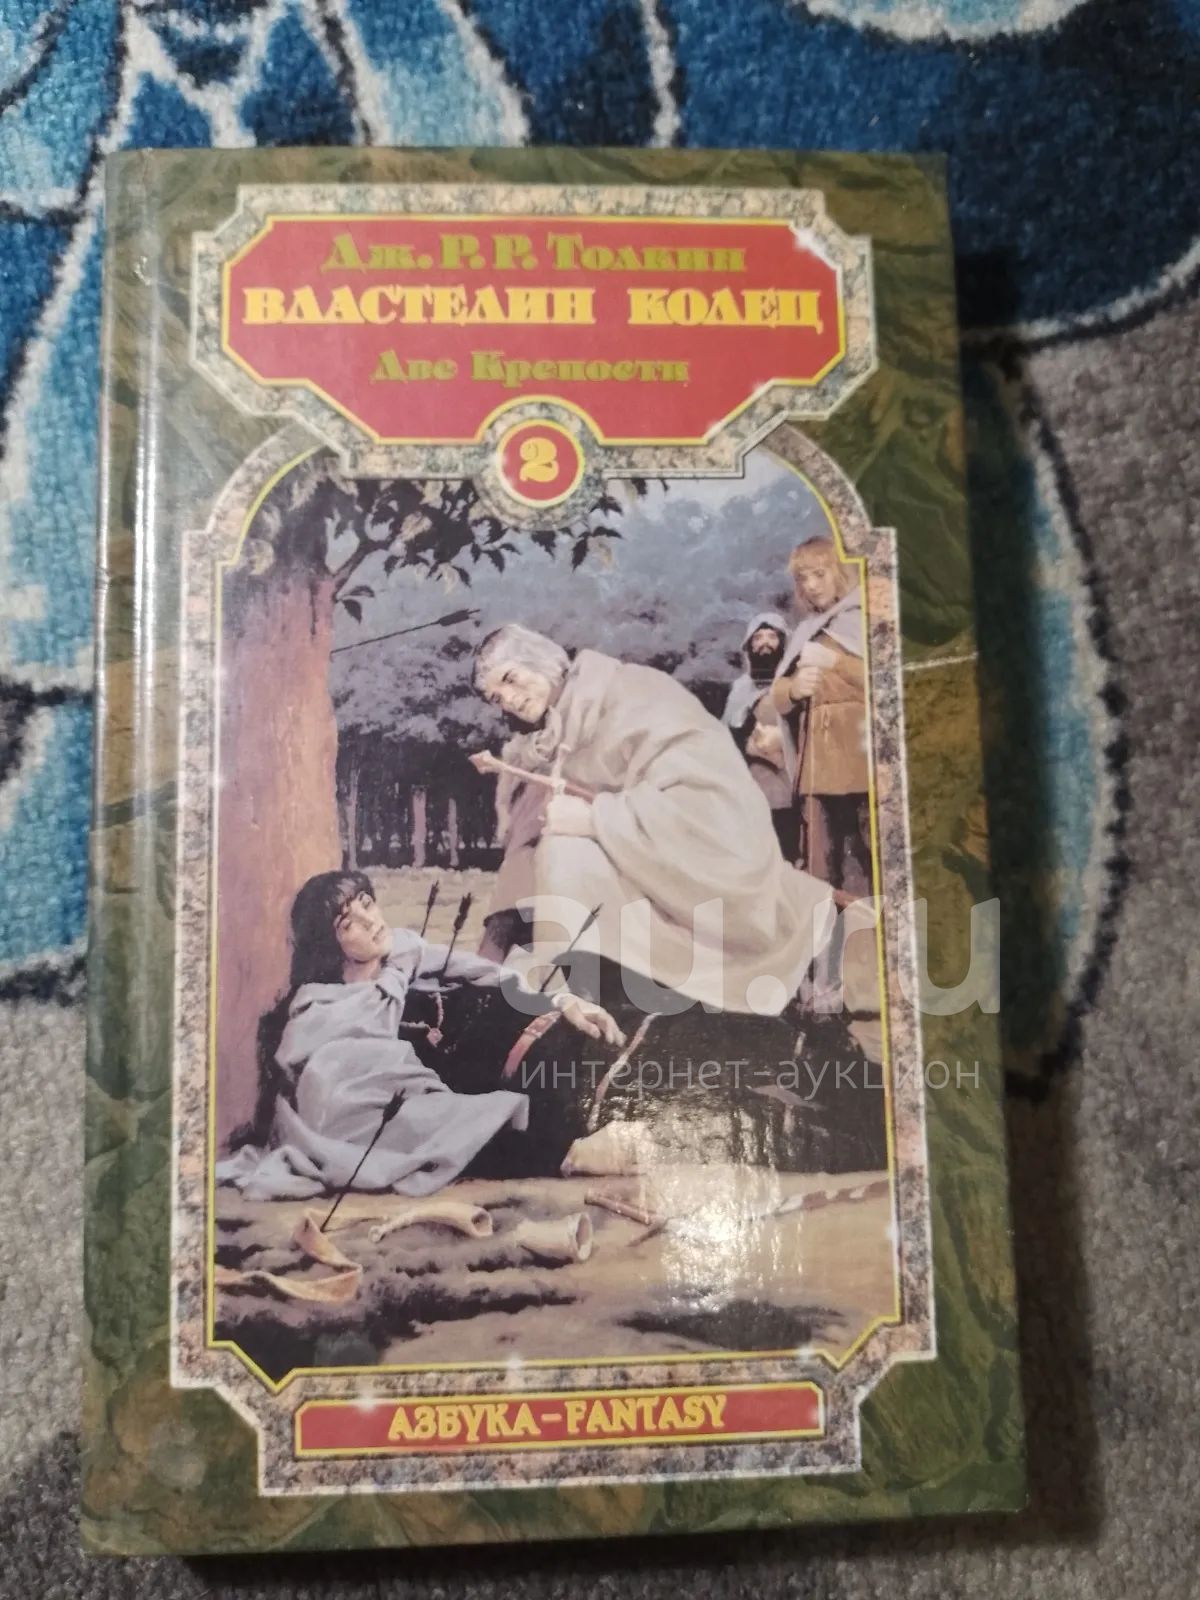 Дж. Р. Р. Толкин
ВЛАСТЕЛИН КОЛЕЦ
Две Крепости
2
au.ru
интернет-аукцион
АЗБУКА-FANTASY